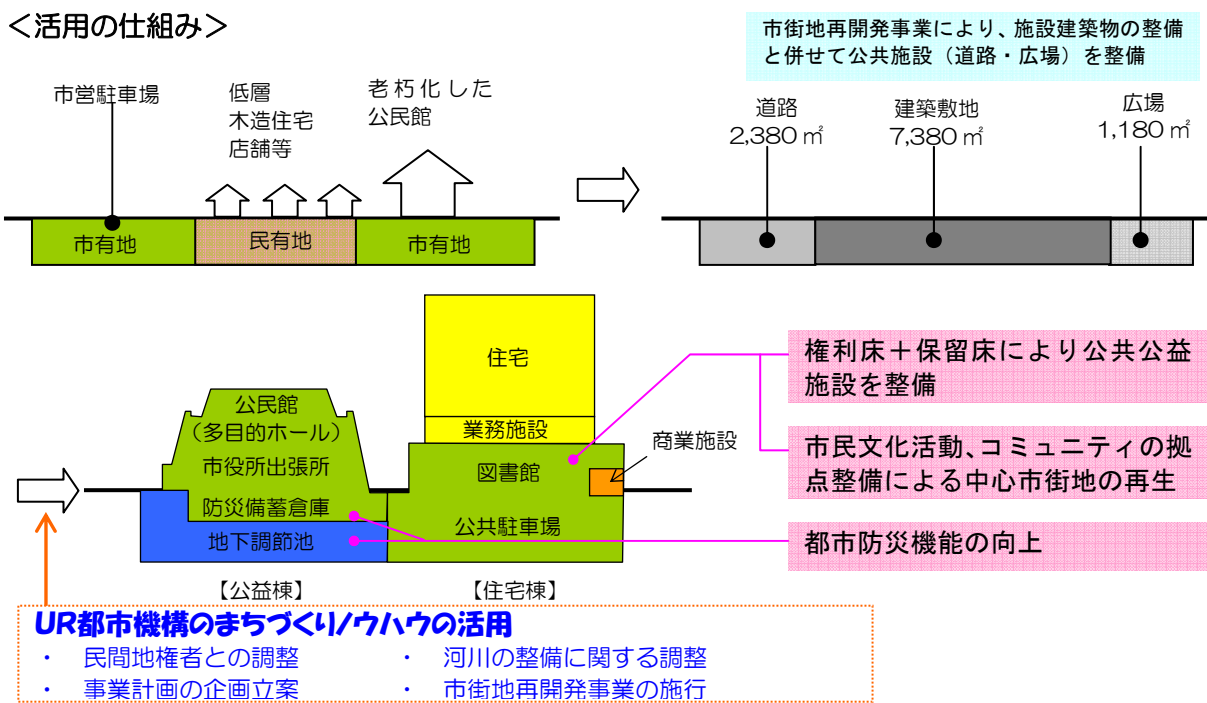 ＜活用の仕組み＞
市街地再開発事業により、施設建築物の整備
と併せて公共施設（道路・広場）を整備
市営駐車場
低層
木造住宅
店舗等
老朽化した
公民館
道路
2,380 ㎡
建築敷地
7,380 ㎡
広場
1,180 ㎡
市有地
民有地
市有地
住宅
業務施設
図書館
商業施設
公共駐車場
公民館
（多目的ホール）
市役所出張所
防災備蓄倉庫
地下調節池
【公益棟】
【住宅棟】
権利床＋保留床により公共公益
施設を整備
市民文化活動、コミュニティの拠
点整備による中心市街地の再生
都市防災機能の向上
UR都市機構のまちづくりノウハウの活用
・ 民間地権者との調整
・ 河川の整備に関する調整
・ 事業計画の企画立案
・ 市街地再開発事業の施行